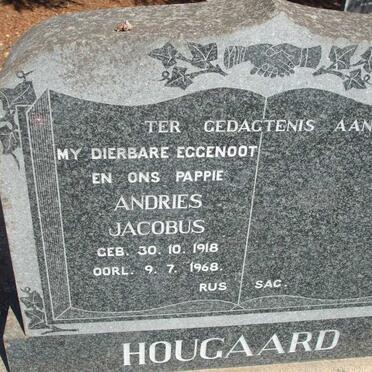 TER GEDAGTENIS AAN
MY DIERBARE EGGENOOT
EN ONS PAPPIE
ANDRIES
JACOBUS
GEB. 30. 10. 1918
OORL. 9. 7. 1968.
RUS SAG.
HOUGAARD